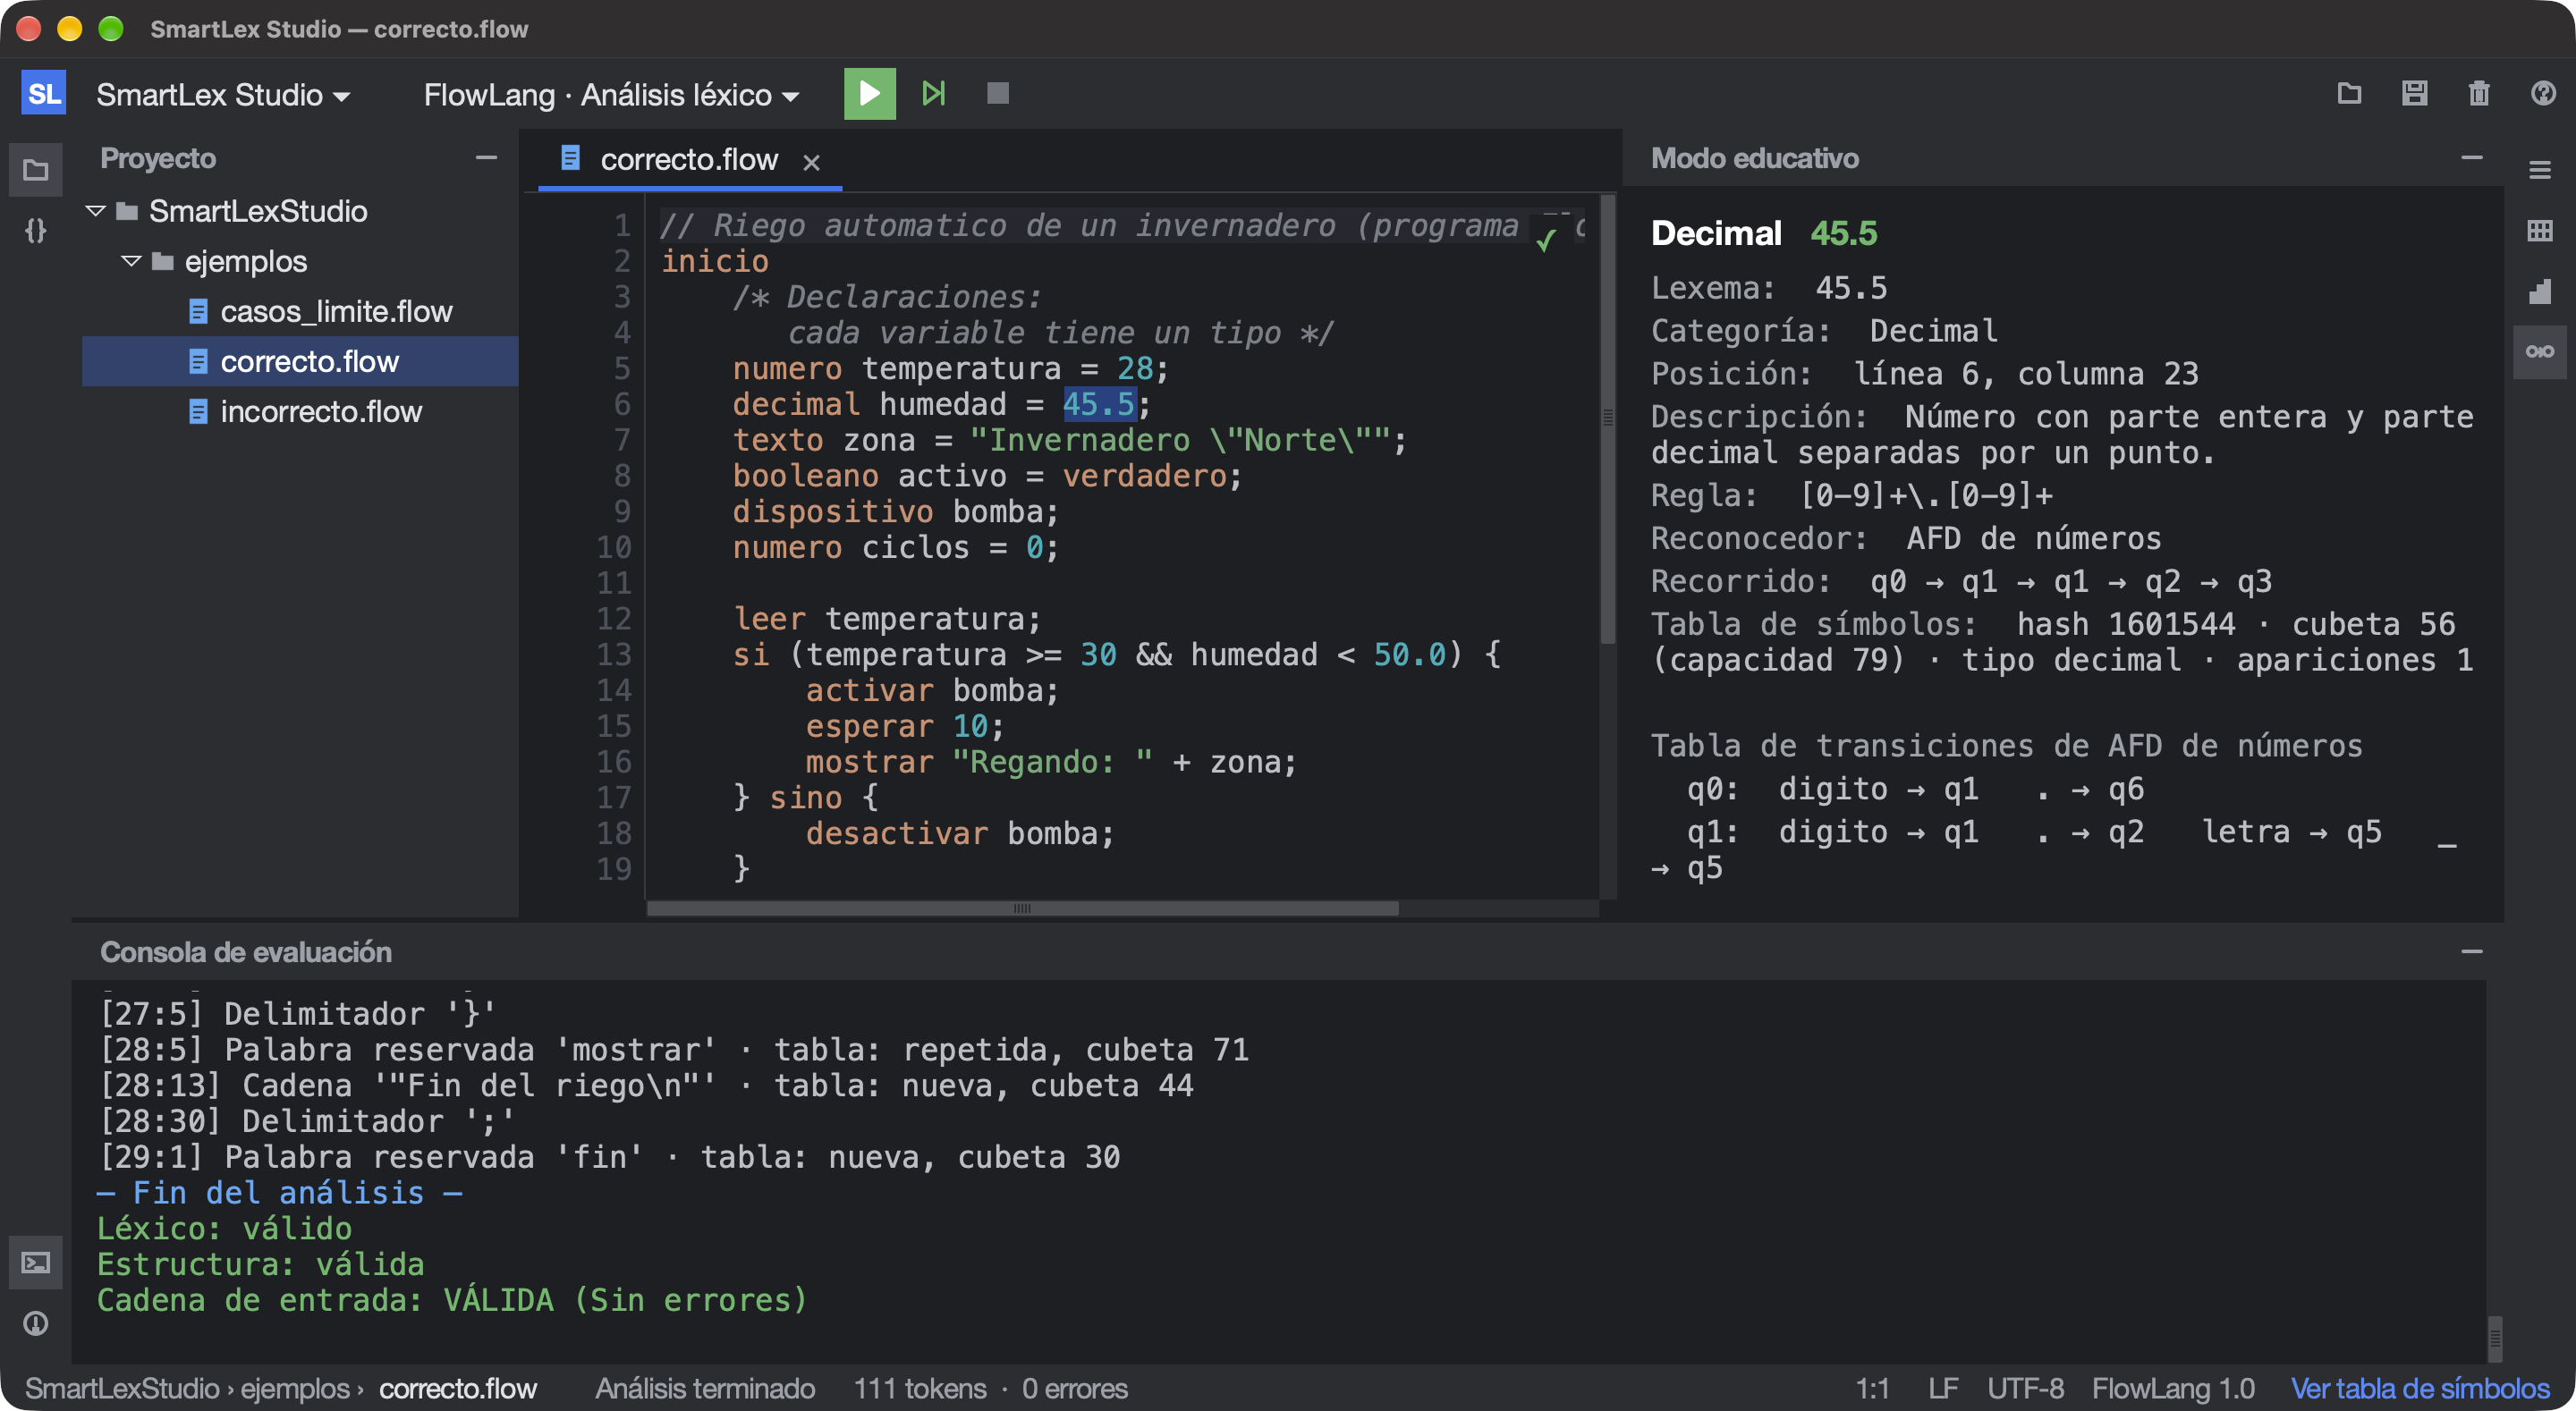 SmartLex Studio — correcto.flow
SL SmartLex Studio FlowLang · Análisis léxico
Proyecto
SmartLexStudio
ejemplos
casos_limite.flow
correcto.flow
incorrecto.flow
correcto.flow ×
1 // Riego automatico de un invernadero (programa
2 inicio
3 /* Declaraciones:
4 cada variable tiene un tipo */
5 numero temperatura = 28;
6 decimal humedad = 45.5;
7 texto zona = "Invernadero \"Norte\"";
8 booleano activo = verdadero;
9 dispositivo bomba;
10 numero ciclos = 0;
11
12 leer temperatura;
13 si (temperatura >= 30 && humedad < 50.0) {
14 activar bomba;
15 esperar 10;
16 mostrar "Regando: " + zona;
17 } sino {
18 desactivar bomba;
19 }
Modo educativo
Decimal 45.5
Lexema: 45.5
Categoría: Decimal
Posición: línea 6, columna 23
Descripción: Número con parte entera y parte
decimal separadas por un punto.
Regla: [0-9]+\.[0-9]+
Reconocedor: AFD de números
Recorrido: q0 → q1 → q1 → q2 → q3
Tabla de símbolos: hash 1601544 · cubeta 56
(capacidad 79) · tipo decimal · apariciones 1
Tabla de transiciones de AFD de números
q0: digito → q1 . → q6
q1: digito → q1 . → q2 letra → q5 _
→ q5
Consola de evaluación
[27:5] Delimitador '}'
[28:5] Palabra reservada 'mostrar' · tabla: repetida, cubeta 71
[28:13] Cadena '"Fin del riego\n"' · tabla: nueva, cubeta 44
[28:30] Delimitador ';'
[29:1] Palabra reservada 'fin' · tabla: nueva, cubeta 30
— Fin del análisis —
Léxico: válido
Estructura: válida
Cadena de entrada: VÁLIDA (Sin errores)
SmartLexStudio › ejemplos › correcto.flow Análisis terminado 111 tokens · 0 errores 1:1 LF UTF-8 FlowLang 1.0 Ver tabla de símbolos